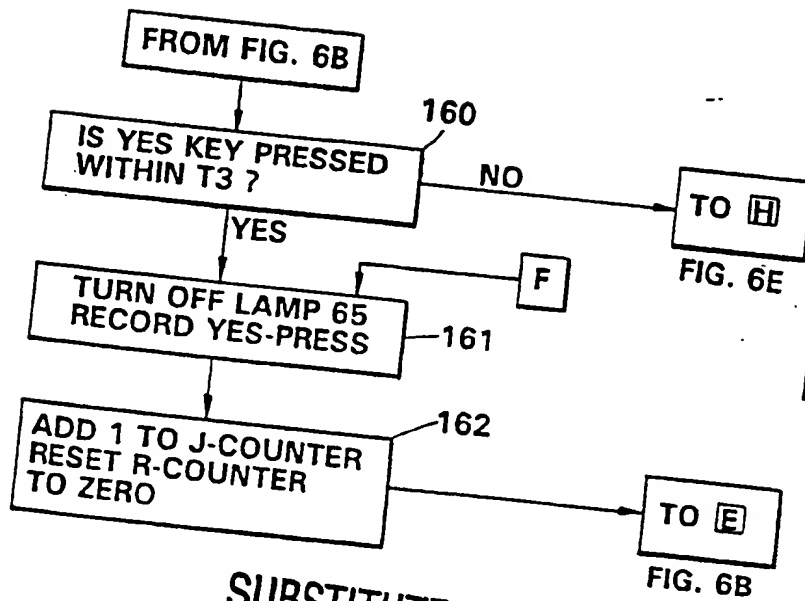 FROM FIG. 6B
160
IS YES KEY PRESSED
WITHIN T3 ?
NO
TO H
FIG. 6E
YES
F
TURN OFF LAMP 65
RECORD YES-PRESS
161
162
ADD 1 TO J-COUNTER
RESET R-COUNTER
TO ZERO
TO E
FIG. 6B